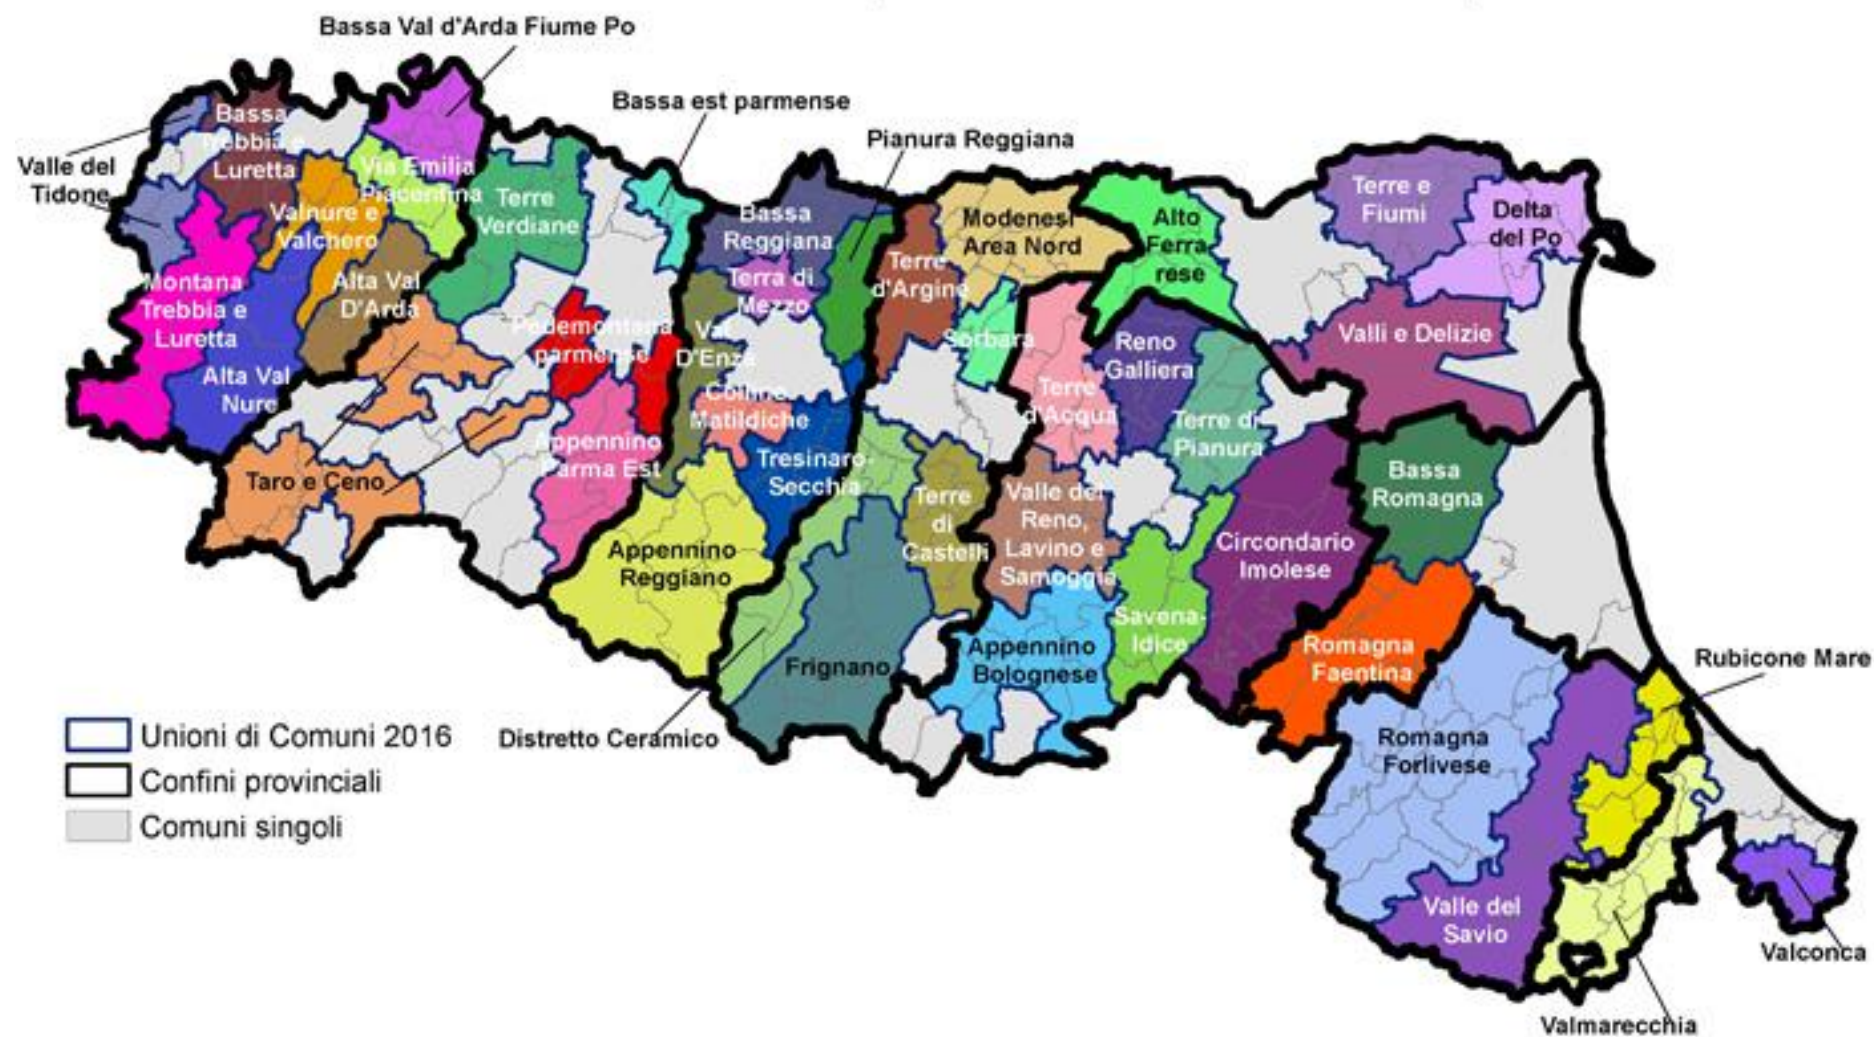 Bassa Val d'Arda Fiume Po
Bassa est parmense
Pianura Reggiana
Valle del
Tidone
Bassa
Trebbia e
Luretta
Via Emilia
Piacentina
Valnure e
Valchero
Terre
Verdiane
Alta Val
D'Arda
Montana
Trebbia e
Luretta
Alta Val
Nure
Pedemontana
parmense
Taro e Ceno
Appennino
Parma Est
Bassa
Reggiana
Terra di
Mezzo
Val
D'Enza
Colline
Matildiche
Tresinaro-
Secchia
Appennino
Reggiano
Terre
d'Argine
Modenesi
Area Nord
Sorbara
Terre
di
Castelli
Frignano
Distretto Ceramico
Alto
Ferra
rese
Terre e
Fiumi
Delta
del Po
Valli e Delizie
Reno
Galliera
Terre
d'Acqua
Terre di
Pianura
Valle del
Reno,
Lavino e
Samoggia
Appennino
Bolognese
Savena-
Idice
Circondario
Imolese
Bassa
Romagna
Romagna
Faentina
Rubicone Mare
Romagna
Forlivese
Valle del
Savio
Valconca
Valmarecchia
Unioni di Comuni 2016
Confini provinciali
Comuni singoli